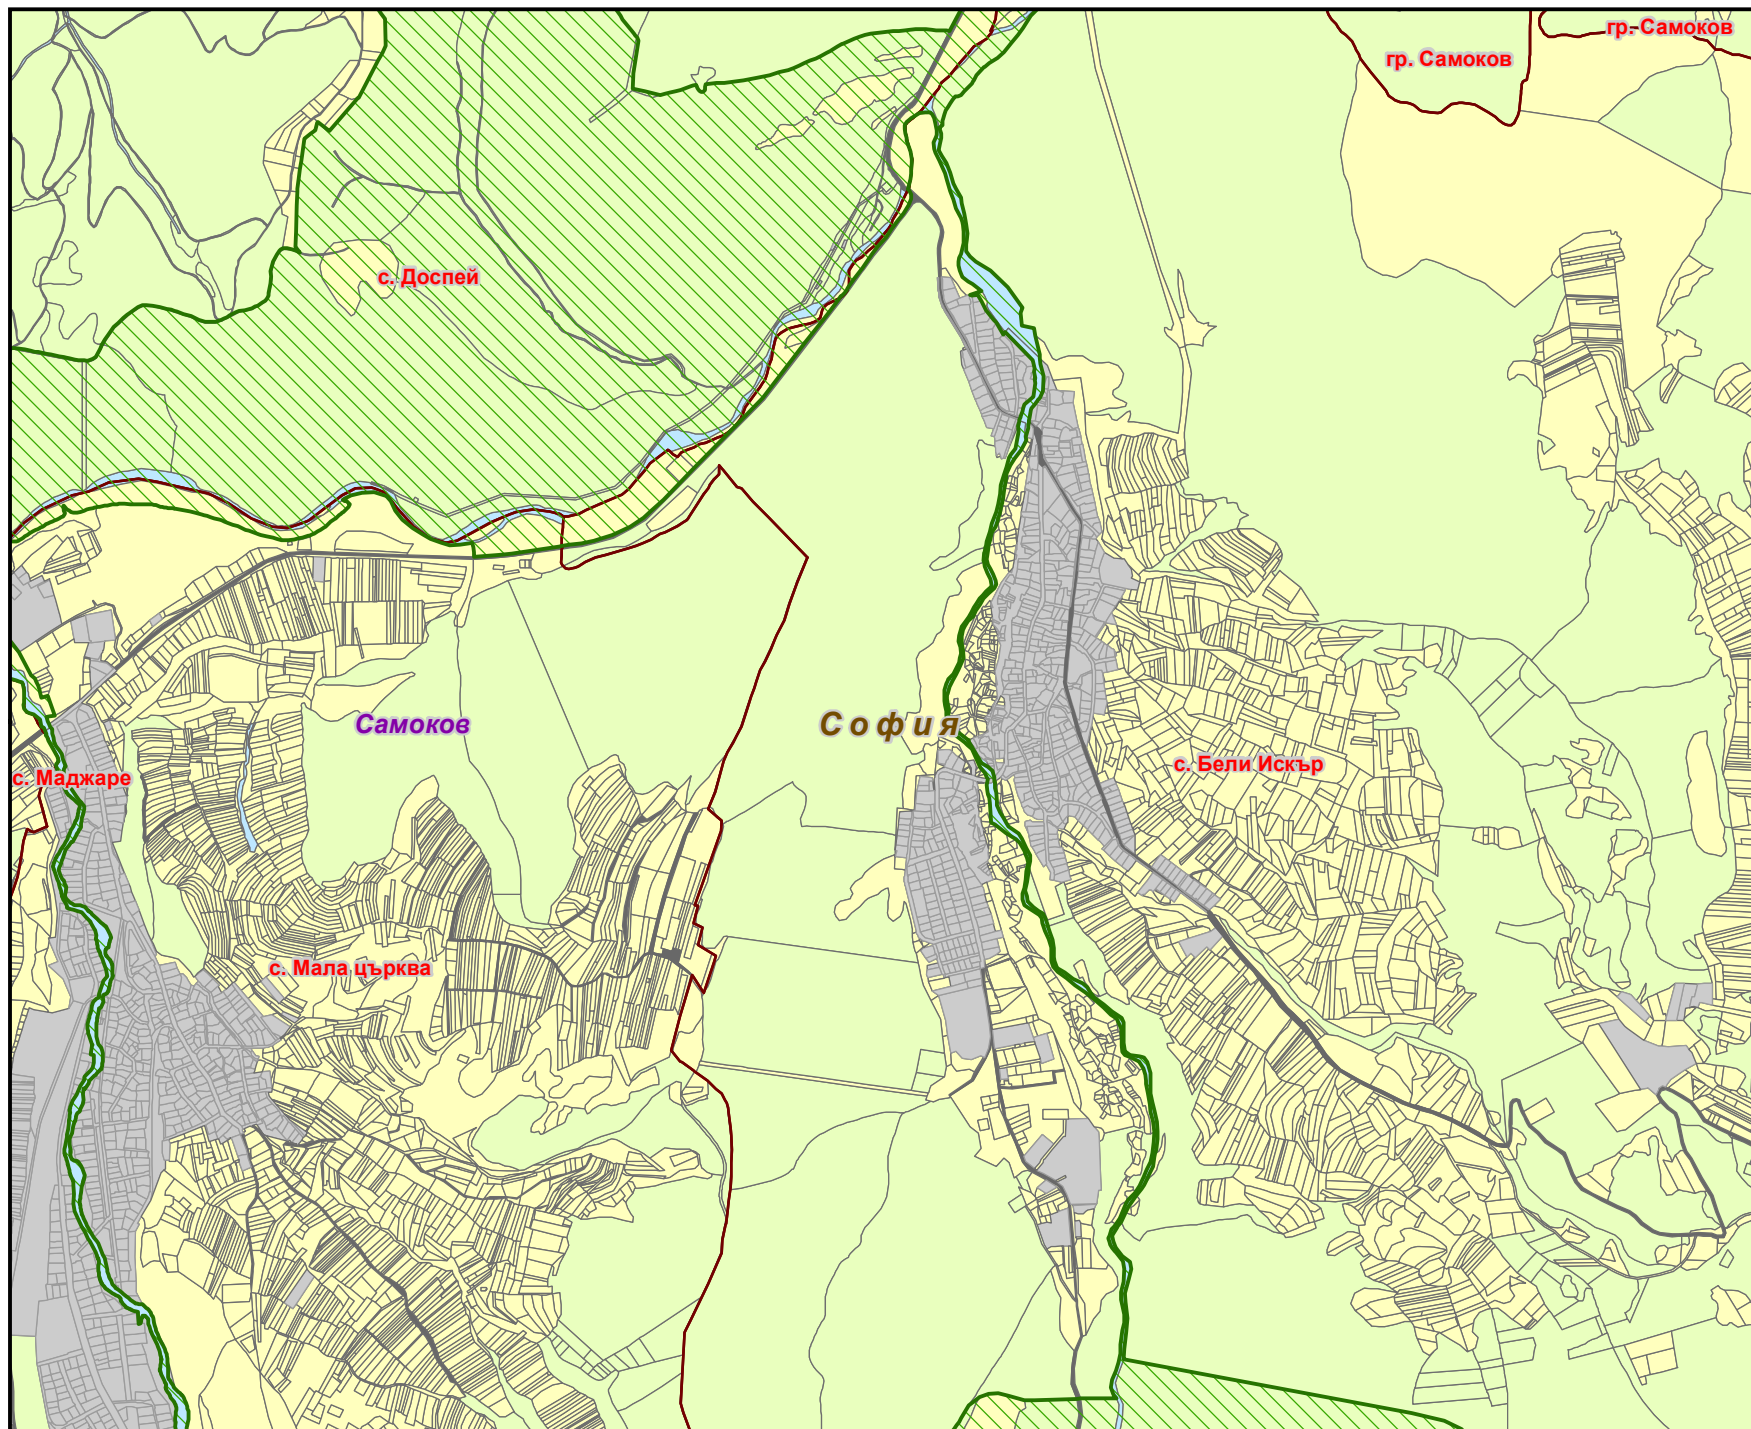 гр. Самоков
гр. Самоков
с. Доспей
Самоков
София
с. Бели Искър
с. Маджаре
с. Мала църква